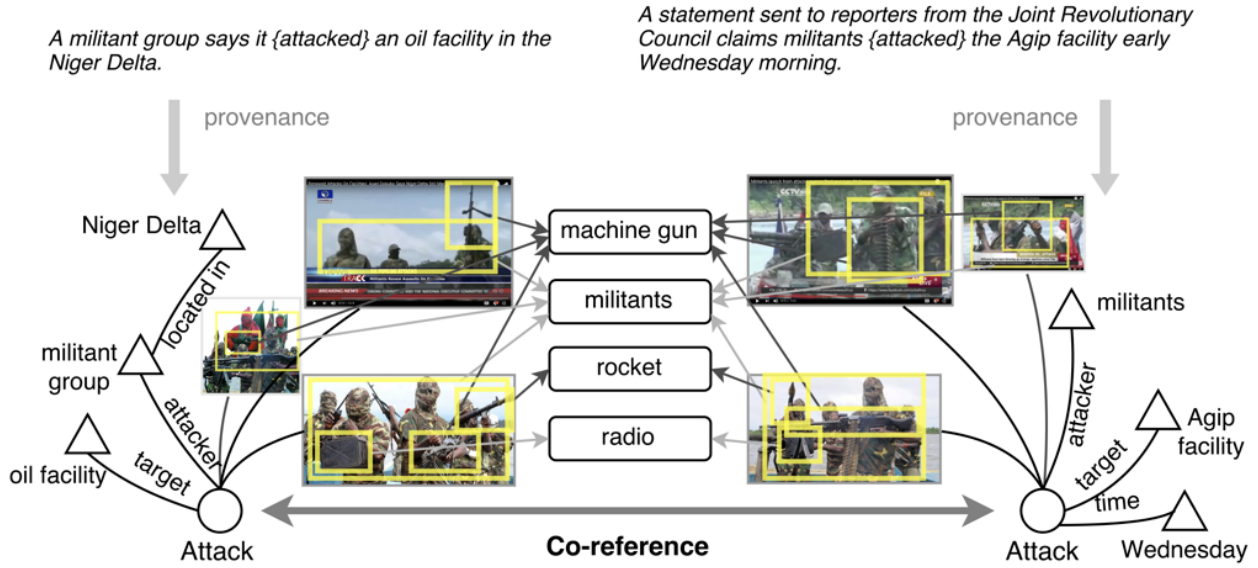 A militant group says it {attacked} an oil facility in the
Niger Delta.
A statement sent to reporters from the Joint Revolutionary
Council claims militants {attacked} the Agip facility early
Wednesday morning.
provenance
provenance
Niger Delta
located in
militant
group
attacker
oil facility
target
Attack
machine gun
militants
rocket
radio
CCTV
militants
attacker
Agip
facility
target
time
Wednesday
Attack
Co-reference
BREAKING NEWS